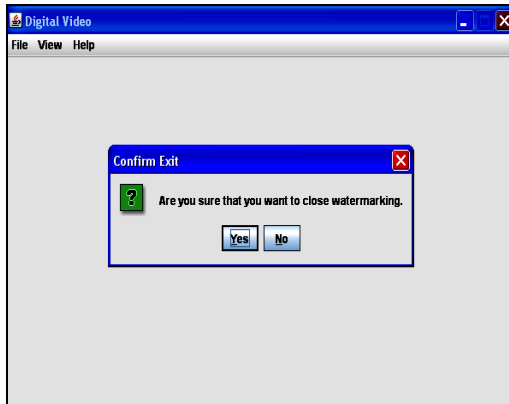 Digital Video
File View Help
Confirm Exit
Are you sure that you want to close watermarking.
Yes No